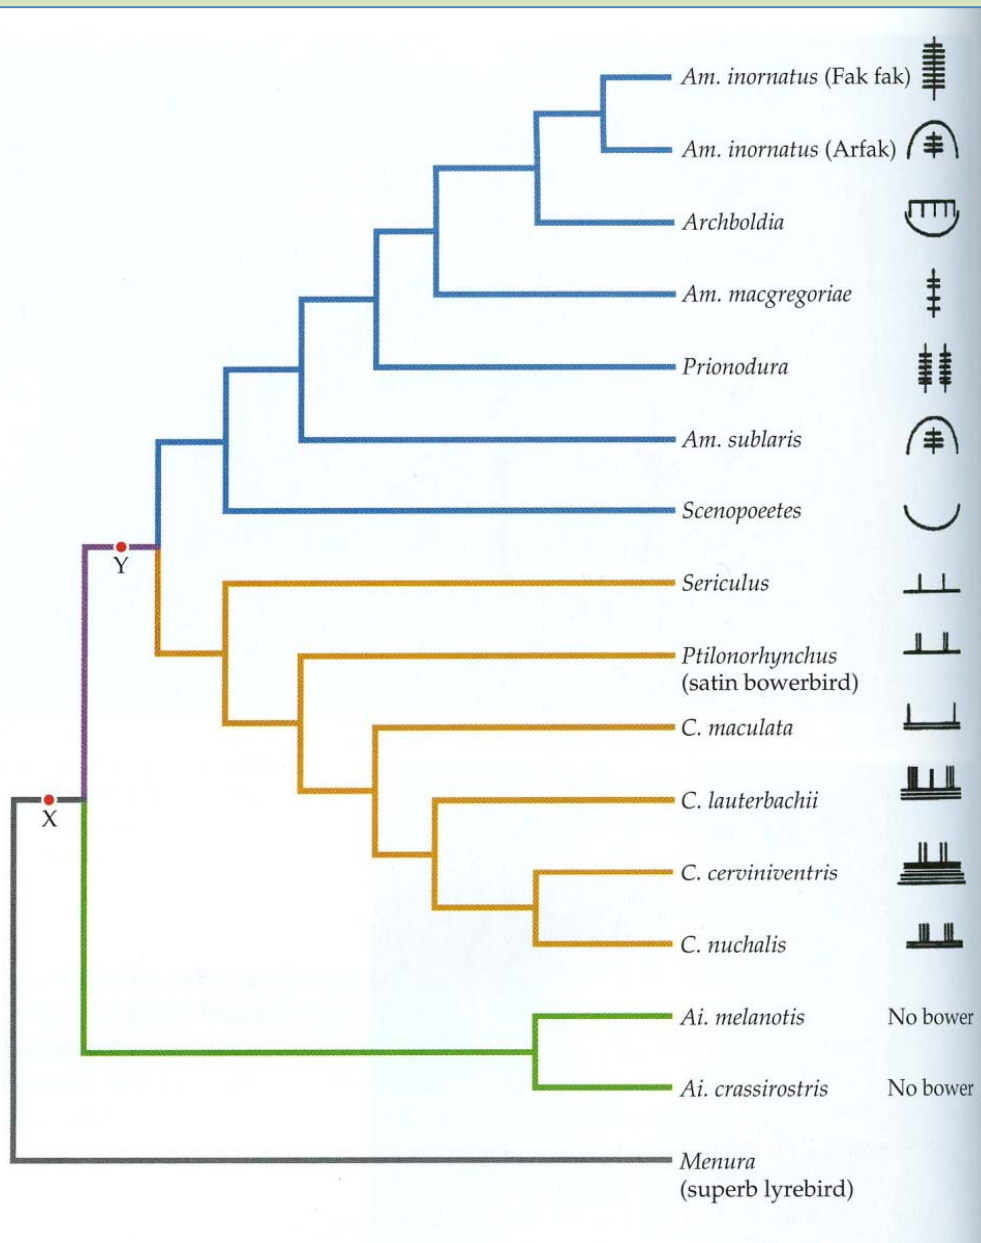 Am. inornatus (Fak fak)
Am. inornatus (Arfak)
Archboldia
Am. macgregoriae
Prionodura
Am. sublaris
Scenopoeetes
Y
Sericulus
Ptilonorhynchus
(satin bowerbird)
C. maculata
X
C. lauterbachii
C. cerviniventris
C. nuchalis
Ai. melanotis No bower
Ai. crassirostris No bower
Menura
(superb lyrebird)